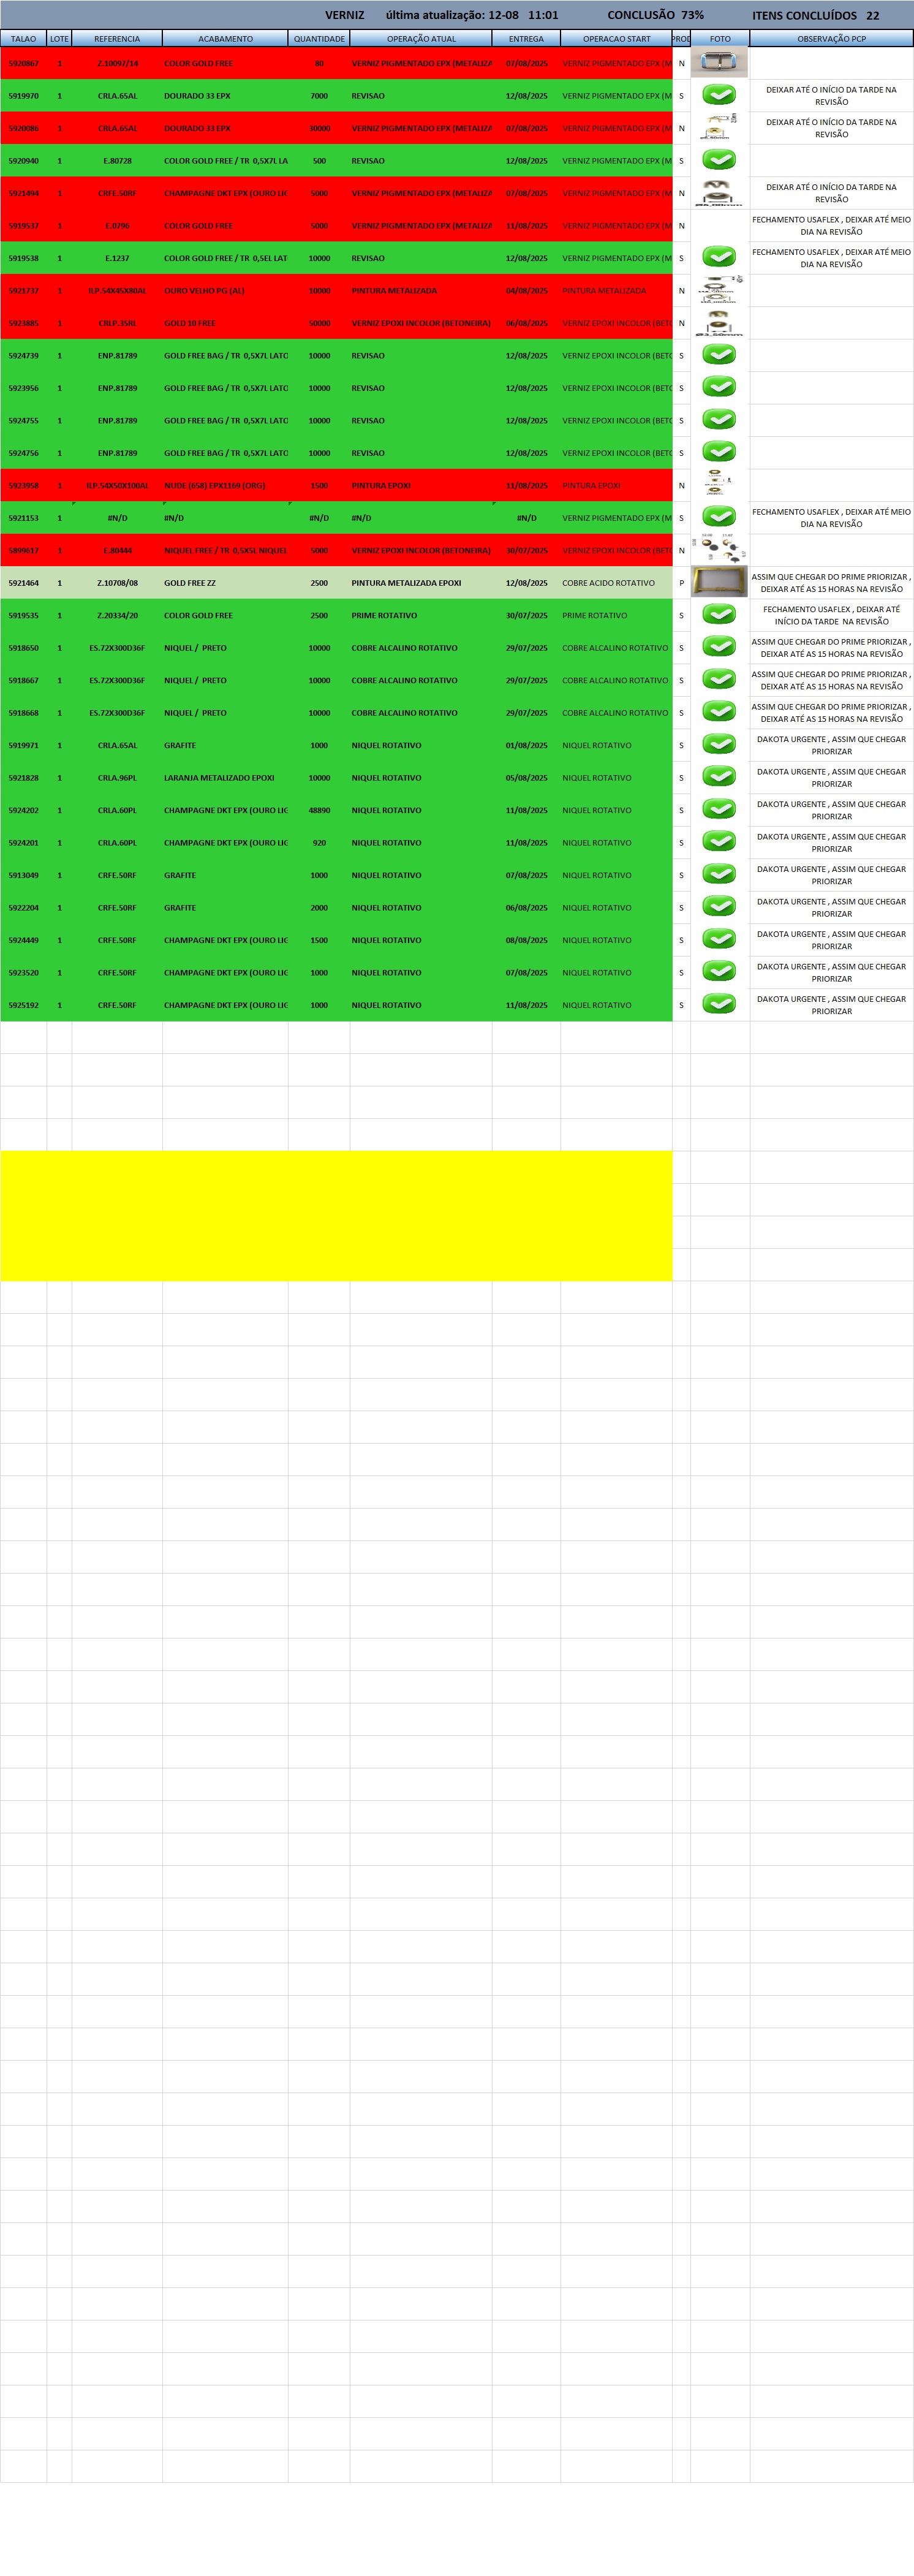 VERNIZ última atualização: 12-08 11:01 CONCLUSÃO 73% ITENS CONCLUÍDOS 22
TALAO LOTE REFERENCIA ACABAMENTO QUANTIDADE OPERAÇÃO ATUAL ENTREGA OPERACAO START PROD FOTO OBSERVAÇÃO PCP
5920867 1 Z.10097/14 COLOR GOLD FREE 80 VERNIZ PIGMENTADO EPX (METALIZA 07/08/2025 VERNIZ PIGMENTADO EPX (M N
5919970 1 CRLA.65AL DOURADO 33 EPX 7000 REVISAO 12/08/2025 VERNIZ PIGMENTADO EPX (M S DEIXAR ATÉ O INÍCIO DA TARDE NA
REVISÃO
5920086 1 CRLA.65AL DOURADO 33 EPX 30000 VERNIZ PIGMENTADO EPX (METALIZA 07/08/2025 VERNIZ PIGMENTADO EPX (M N DEIXAR ATÉ O INÍCIO DA TARDE NA
REVISÃO
5920940 1 E.80728 COLOR GOLD FREE / TR 0,5X7L LA 500 REVISAO 12/08/2025 VERNIZ PIGMENTADO EPX (M S
5921494 1 CRFE.50RF CHAMPAGNE DKT EPX (OURO LIG 5000 VERNIZ PIGMENTADO EPX (METALIZA 07/08/2025 VERNIZ PIGMENTADO EPX (M N DEIXAR ATÉ O INÍCIO DA TARDE NA
REVISÃO
5919537 1 E.0796 COLOR GOLD FREE 5000 VERNIZ PIGMENTADO EPX (METALIZA 11/08/2025 VERNIZ PIGMENTADO EPX (M N FECHAMENTO USAFLEX , DEIXAR ATÉ MEIO
DIA NA REVISÃO
5919538 1 E.1237 COLOR GOLD FREE / TR 0,5EL LAT 10000 REVISAO 12/08/2025 VERNIZ PIGMENTADO EPX (M S FECHAMENTO USAFLEX , DEIXAR ATÉ MEIO
DIA NA REVISÃO
5921737 1 ILP.54X45X80AL OURO VELHO PG (AL) 10000 PINTURA METALIZADA 04/08/2025 PINTURA METALIZADA N
5923885 1 CRLP.358L GOLD 10 FREE 50000 VERNIZ EPOXI INCOLOR (BETONEIRA) 06/08/2025 VERNIZ EPOXI INCOLOR (BETO N
5924739 1 ENP.81789 GOLD FREE BAG / TR 0,5X7L LATO 10000 REVISAO 12/08/2025 VERNIZ EPOXI INCOLOR (BETO S
5923956 1 ENP.81789 GOLD FREE BAG / TR 0,5X7L LATO 10000 REVISAO 12/08/2025 VERNIZ EPOXI INCOLOR (BETO S
5924755 1 ENP.81789 GOLD FREE BAG / TR 0,5X7L LATO 10000 REVISAO 12/08/2025 VERNIZ EPOXI INCOLOR (BETO S
5924756 1 ENP.81789 GOLD FREE BAG / TR 0,5X7L LATO 10000 REVISAO 12/08/2025 VERNIZ EPOXI INCOLOR (BETO S
5923958 1 ILP.54X50X100AL NUDE (658) EPX1169 (ORG) 1500 PINTURA EPOXI 11/08/2025 PINTURA EPOXI N
5921153 1 #N/D #N/D #N/D #N/D #N/D VERNIZ PIGMENTADO EPX (M S FECHAMENTO USAFLEX , DEIXAR ATÉ MEIO
DIA NA REVISÃO
5899617 1 E.80444 NIQUEL FREE / TR 0,5X5L NIQUEL 5000 VERNIZ EPOXI INCOLOR (BETONEIRA) 30/07/2025 VERNIZ EPOXI INCOLOR (BETO N
5921464 1 Z.10708/08 GOLD FREE ZZ 2500 PINTURA METALIZADA EPOXI 12/08/2025 COBRE ACIDO ROTATIVO P ASSIM QUE CHEGAR DO PRIME PRIORIZAR ,
DEIXAR ATÉ AS 15 HORAS NA REVISÃO
5919535 1 Z.20334/20 COLOR GOLD FREE 2500 PRIME ROTATIVO 30/07/2025 PRIME ROTATIVO S FECHAMENTO USAFLEX , DEIXAR ATÉ
INÍCIO DA TARDE NA REVISÃO
5918650 1 ES.72X300D36F NIQUEL / PRETO 10000 COBRE ALCALINO ROTATIVO 29/07/2025 COBRE ALCALINO ROTATIVO S ASSIM QUE CHEGAR DO PRIME PRIORIZAR ,
DEIXAR ATÉ AS 15 HORAS NA REVISÃO
5918667 1 ES.72X300D36F NIQUEL / PRETO 10000 COBRE ALCALINO ROTATIVO 29/07/2025 COBRE ALCALINO ROTATIVO S ASSIM QUE CHEGAR DO PRIME PRIORIZAR ,
DEIXAR ATÉ AS 15 HORAS NA REVISÃO
5918668 1 ES.72X300D36F NIQUEL / PRETO 10000 COBRE ALCALINO ROTATIVO 29/07/2025 COBRE ALCALINO ROTATIVO S ASSIM QUE CHEGAR DO PRIME PRIORIZAR ,
DEIXAR ATÉ AS 15 HORAS NA REVISÃO
5919971 1 CRLA.65AL GRAFITE 1000 NIQUEL ROTATIVO 01/08/2025 NIQUEL ROTATIVO S DAKOTA URGENTE , ASSIM QUE CHEGAR
PRIORIZAR
5921828 1 CRLA.96PL LARANJA METALIZADO EPOXI 10000 NIQUEL ROTATIVO 05/08/2025 NIQUEL ROTATIVO S DAKOTA URGENTE , ASSIM QUE CHEGAR
PRIORIZAR
5924202 1 CRLA.60PL CHAMPAGNE DKT EPX (OURO LIG 48890 NIQUEL ROTATIVO 11/08/2025 NIQUEL ROTATIVO S DAKOTA URGENTE , ASSIM QUE CHEGAR
PRIORIZAR
5924201 1 CRLA.60PL CHAMPAGNE DKT EPX (OURO LIG 920 NIQUEL ROTATIVO 11/08/2025 NIQUEL ROTATIVO S DAKOTA URGENTE , ASSIM QUE CHEGAR
PRIORIZAR
5913049 1 CRFE.50RF GRAFITE 1000 NIQUEL ROTATIVO 07/08/2025 NIQUEL ROTATIVO S DAKOTA URGENTE , ASSIM QUE CHEGAR
PRIORIZAR
5922204 1 CRFE.50RF GRAFITE 2000 NIQUEL ROTATIVO 06/08/2025 NIQUEL ROTATIVO S DAKOTA URGENTE , ASSIM QUE CHEGAR
PRIORIZAR
5924449 1 CRFE.50RF CHAMPAGNE DKT EPX (OURO LIG 1500 NIQUEL ROTATIVO 08/08/2025 NIQUEL ROTATIVO S DAKOTA URGENTE , ASSIM QUE CHEGAR
PRIORIZAR
5923520 1 CRFE.50RF CHAMPAGNE DKT EPX (OURO LIG 1000 NIQUEL ROTATIVO 07/08/2025 NIQUEL ROTATIVO S DAKOTA URGENTE , ASSIM QUE CHEGAR
PRIORIZAR
5925192 1 CRFE.50RF CHAMPAGNE DKT EPX (OURO LIG 1000 NIQUEL ROTATIVO 11/08/2025 NIQUEL ROTATIVO S DAKOTA URGENTE , ASSIM QUE CHEGAR
PRIORIZAR